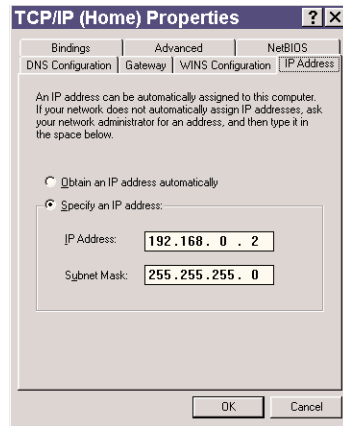 TCP/IP (Home) Properties ? ×
Bindings Advanced NetBIOS
DNS Configuration Gateway WINS Configuration IP Address
An IP address can be automatically assigned to this computer.
If your network does not automatically assign IP addresses, ask
your network administrator for an address, and then type it in
the space below.
Obtain an IP address automatically
Specify an IP address:
IP Address: 192.168. 0 . 2
Subnet Mask: 255.255.255. 0
OK Cancel